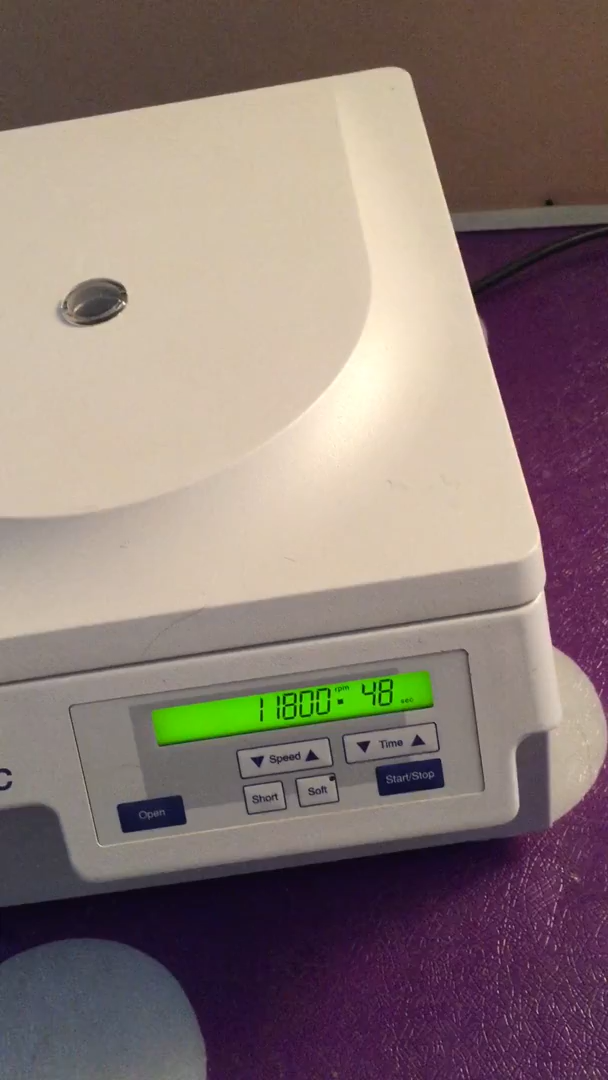 11800 rpm 48 sec
C
▼ Speed ▲ ▼ Time ▲
Short Soft Start/Stop
Open